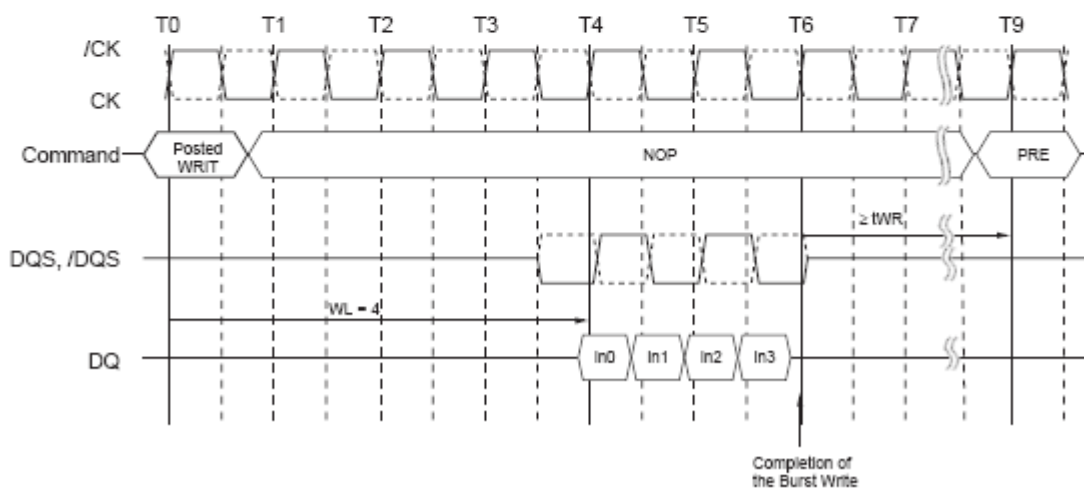 T0 T1 T2 T3 T4 T5 T6 T7 T9
/CK
CK
Command
Posted
WRIT
NOP
PRE
≥ tWR
DQS, /DQS
WL = 4
DQ
In0 In1 In2 In3
Completion of
the Burst Write